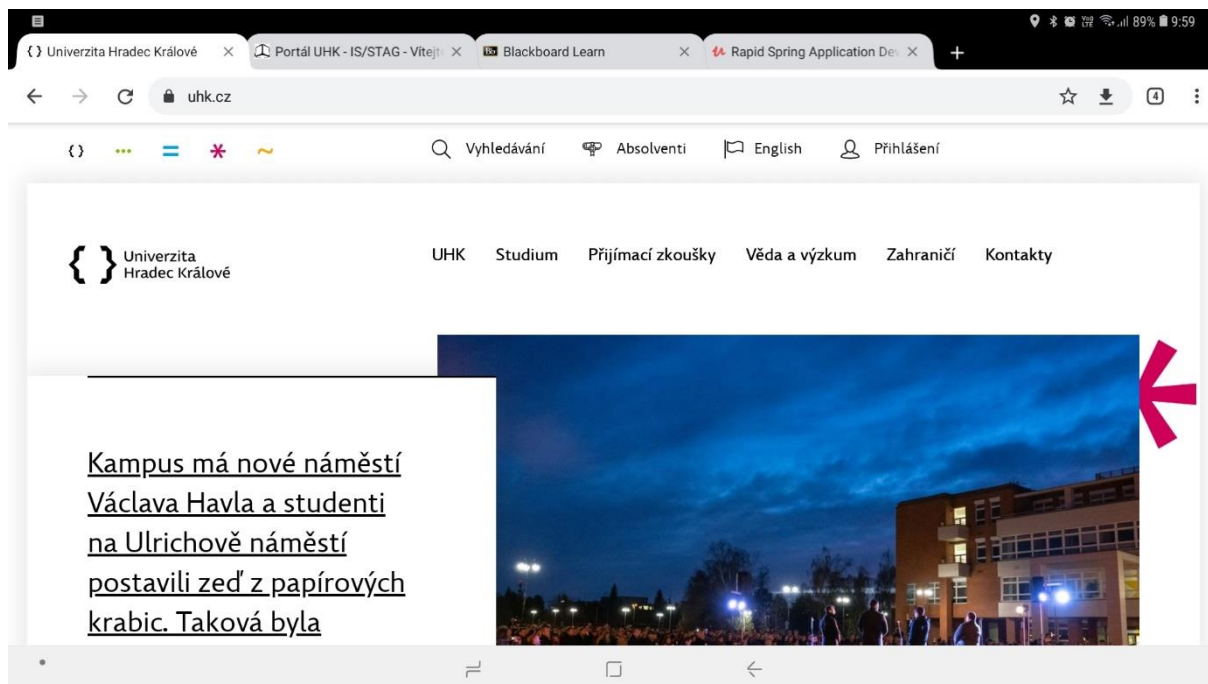 89% 9:59
{ } Univerzita Hradec Králové
Portál UHK - IS/STAG - Vítejt
Bb Blackboard Learn
Rapid Spring Application Dev
uhk.cz
4
{ } ... = * ~
Vyhledávání
Absolventi
English
Přihlášení
{ } Univerzita
Hradec Králové
UHK Studium Přijímací zkoušky Věda a výzkum Zahraničí Kontakty
Kampus má nové náměstí
Václava Havla a studenti
na Ulrichově náměstí
postavili zeď z papírových
krabic. Taková byla